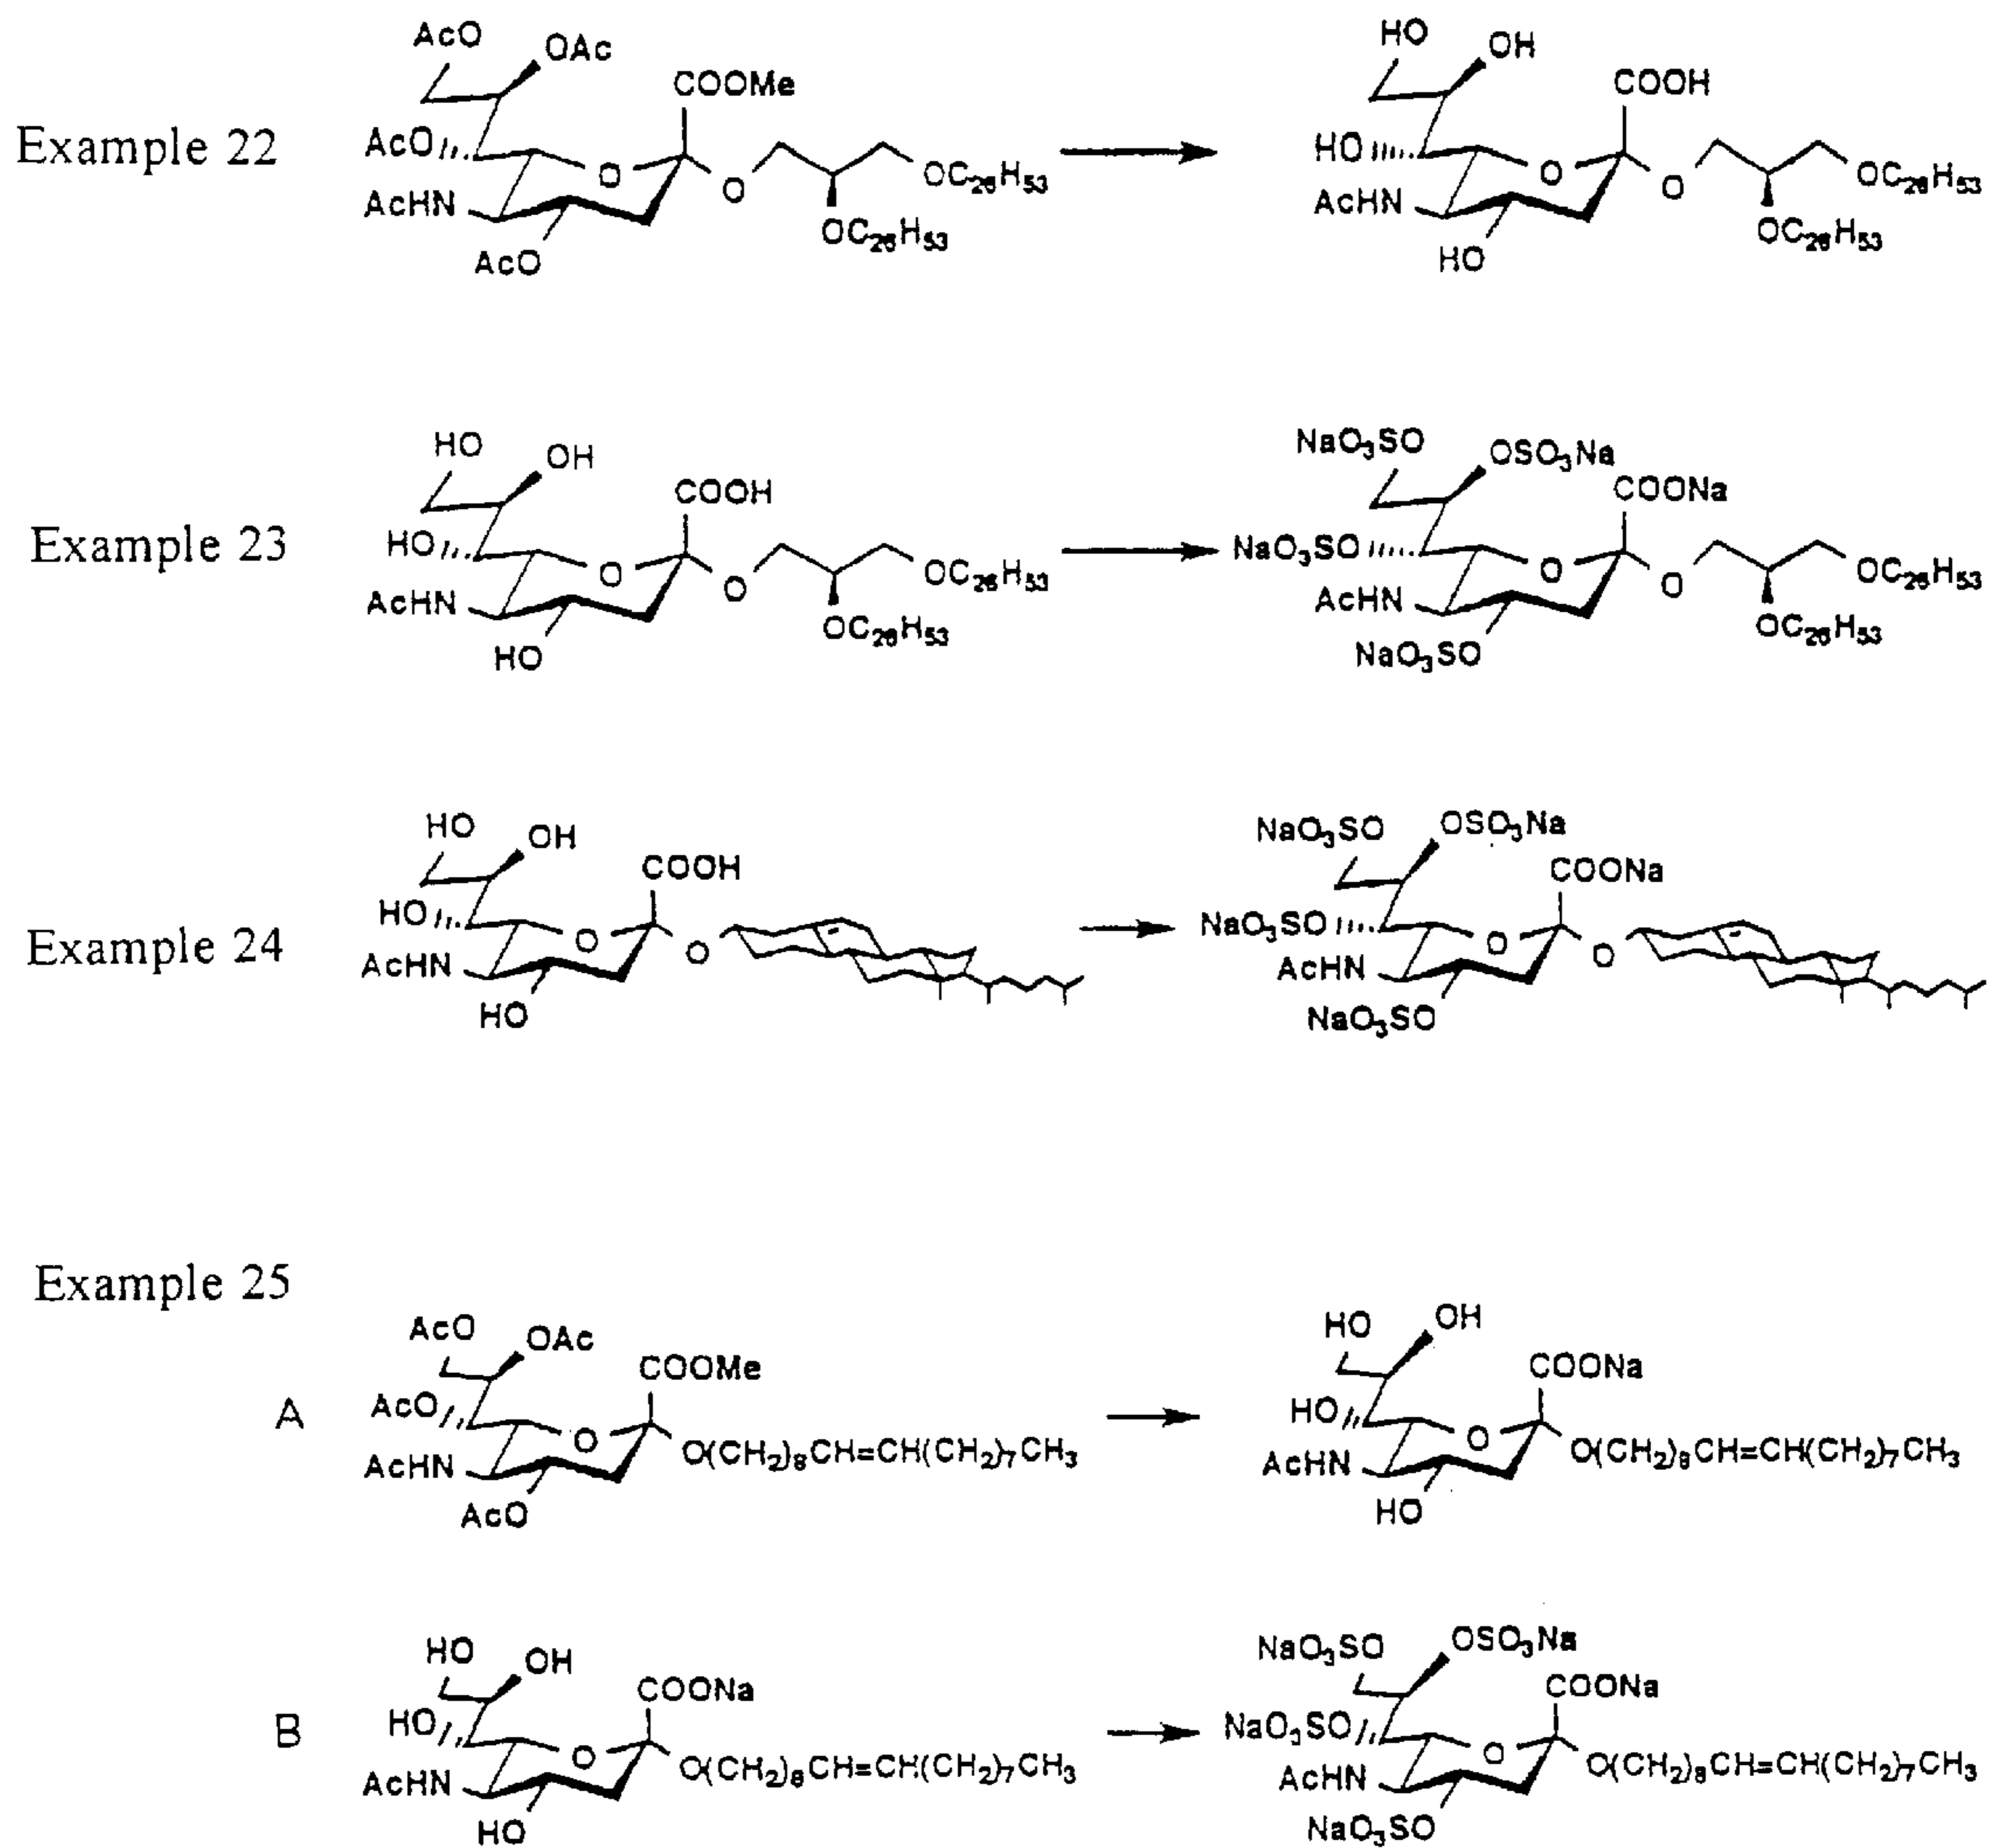 AcO
OAc
COOMe
AcO
O
O
OC₂₆H₅₃
AcHN
OC₂₆H₅₃
AcO
Example 22
HO
OH
COOH
HO
O
O
OC₂₆H₅₃
AcHN
OC₂₆H₅₃
HO
Example 23
HO
OH
COOH
HO
O
O
OC₂₆H₅₃
AcHN
OC₂₆H₅₃
HO
NaO₃SO
OSO₃Na
COONa
NaO₃SO
O
O
OC₂₆H₅₃
AcHN
OC₂₆H₅₃
NaO₃SO
Example 24
HO
OH
COOH
HO
O
O
AcHN
HO
NaO₃SO
OSO₃Na
COONa
NaO₃SO
O
O
AcHN
NaO₃SO
Example 25
A
AcO
OAc
COOMe
AcO
O
O(CH₂)₈CH=CH(CH₂)₇CH₃
AcHN
AcO
HO
OH
COONa
HO
O
O(CH₂)₈CH=CH(CH₂)₇CH₃
AcHN
HO
B
HO
OH
COONa
HO
O
O(CH₂)₈CH=CH(CH₂)₇CH₃
AcHN
HO
NaO₃SO
OSO₃Na
COONa
NaO₃SO
O
O(CH₂)₈CH=CH(CH₂)₇CH₃
AcHN
NaO₃SO